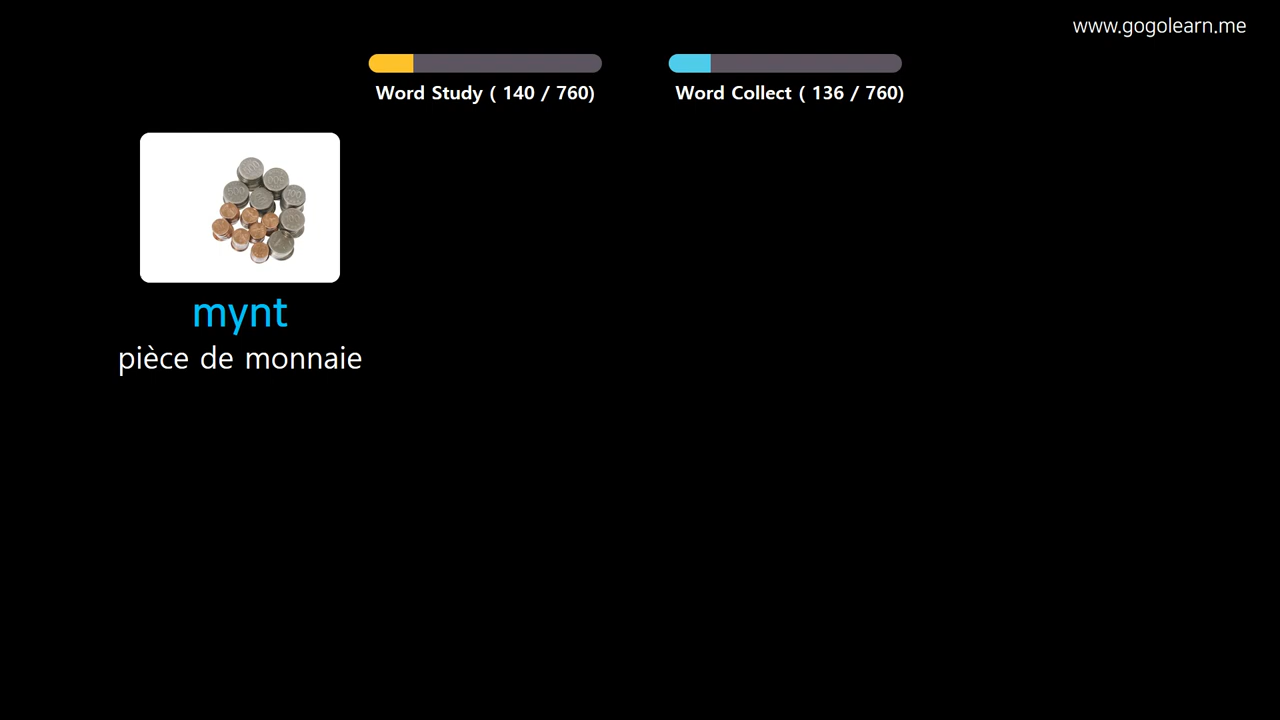 www.gogolearn.me
Word Study ( 140 / 760)
Word Collect ( 136 / 760)
mynt
pièce de monnaie